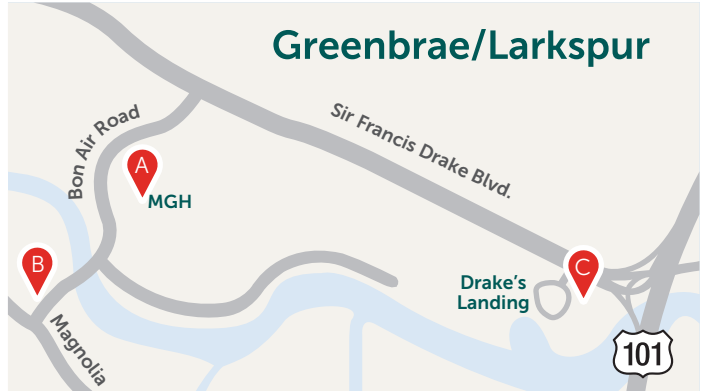 Greenbrae/Larkspur
Sir Francis Drake Blvd.
Bon Air Road
A
MGH
B
C
Drake's
Landing
Magnolia
101